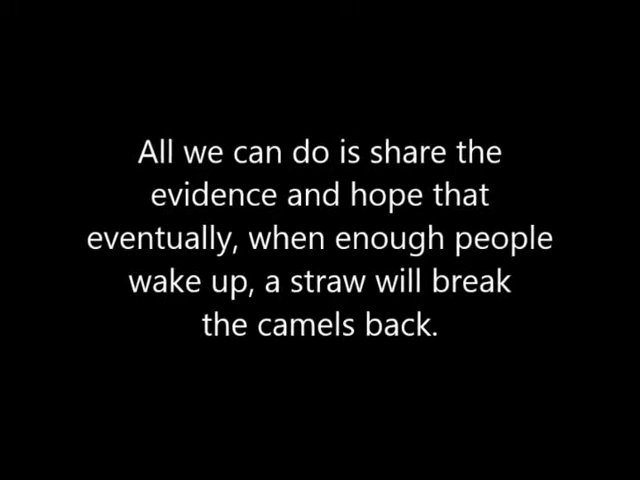 All we can do is share the
evidence and hope that
eventually, when enough people
wake up, a straw will break
the camels back.